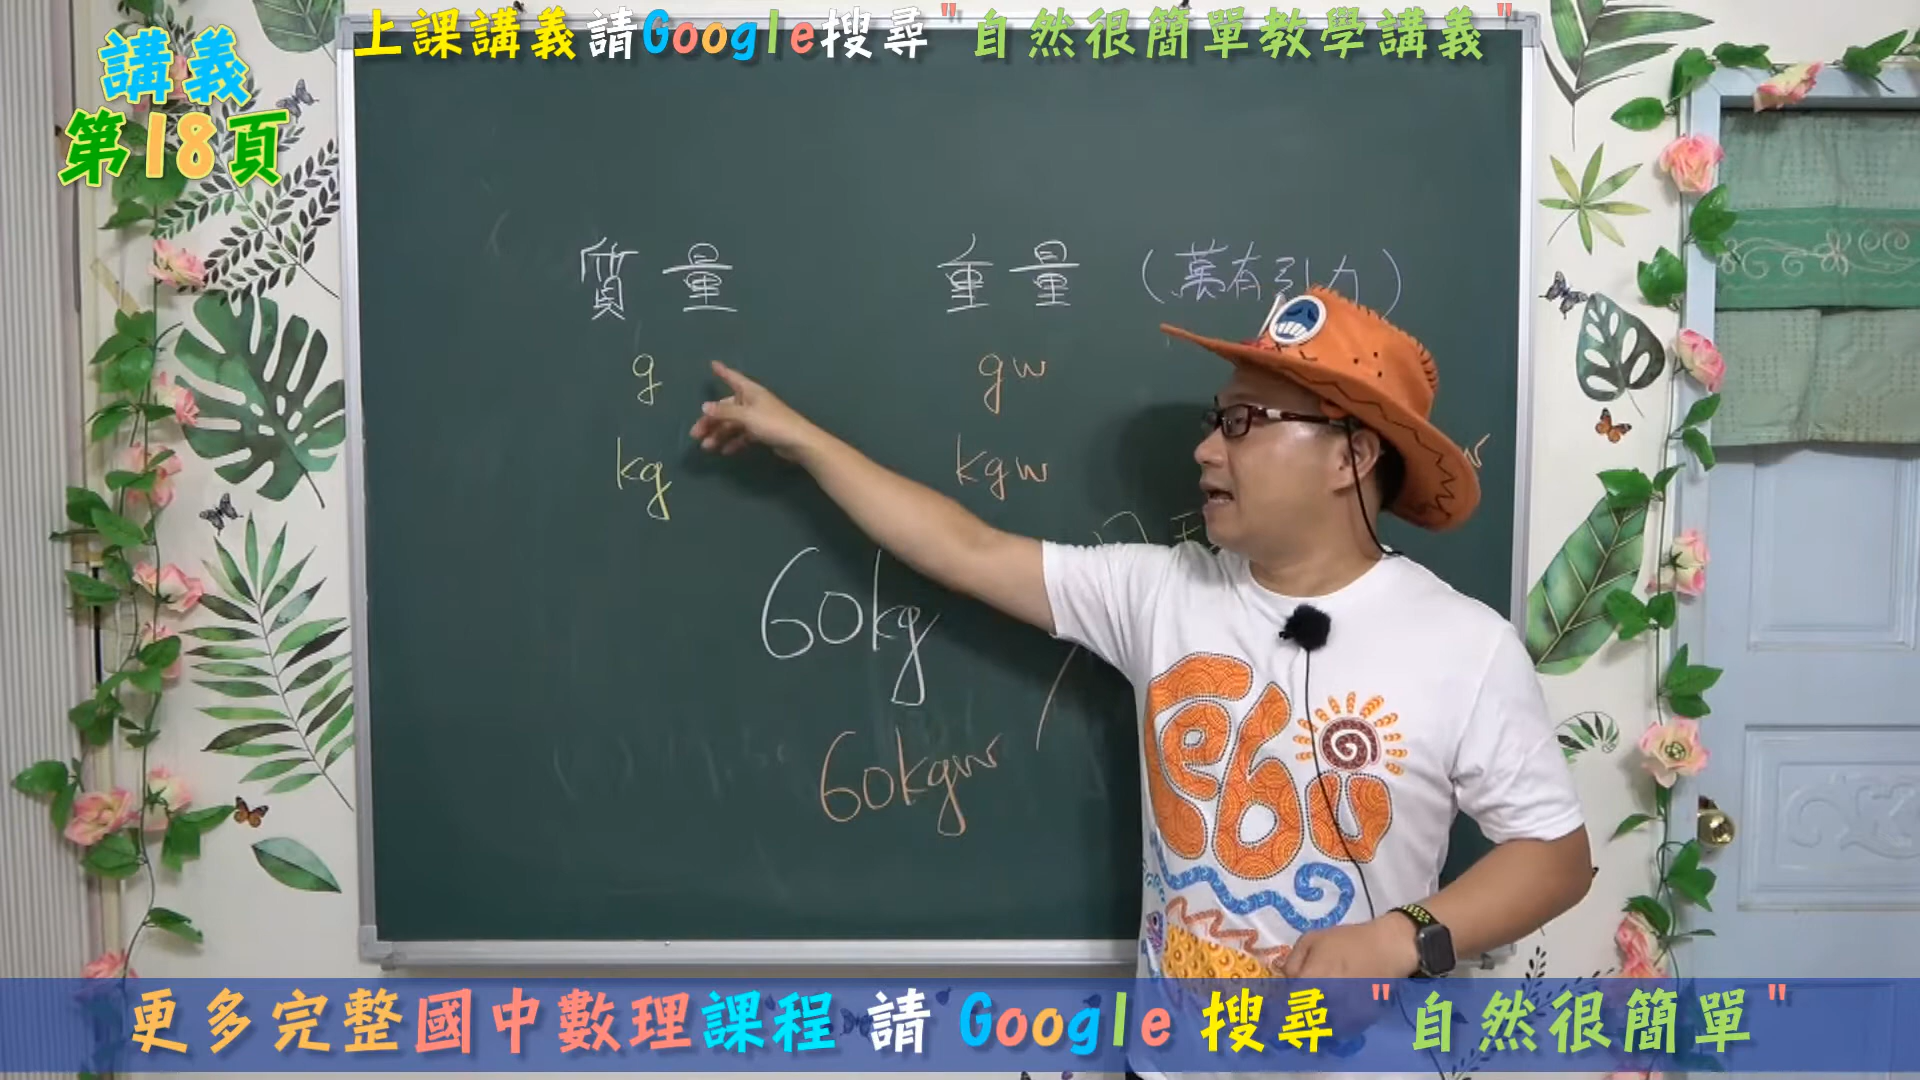 上課講義請Google搜尋"自然很簡單教學講義"
講義
第18頁
質量 重量 (萬有引力)
g gw
kg kgw
60kg
60kgw
Cebu
更多完整國中數理課程 請 Google 搜尋 "自然很簡單"